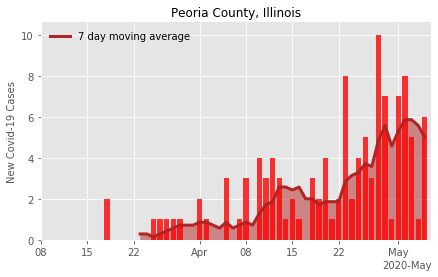 Peoria County, Illinois
7 day moving average
New Covid-19 Cases
10
8
6
4
2
0
08 15 22 Apr 08 15 22 May
2020-May